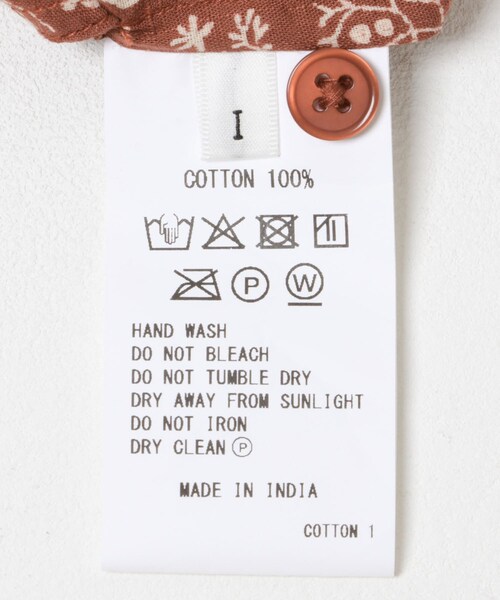 I
COTTON 100%
P W
HAND WASH
DO NOT BLEACH
DO NOT TUMBLE DRY
DRY AWAY FROM SUNLIGHT
DO NOT IRON
DRY CLEAN Ⓟ
MADE IN INDIA
COTTON 1